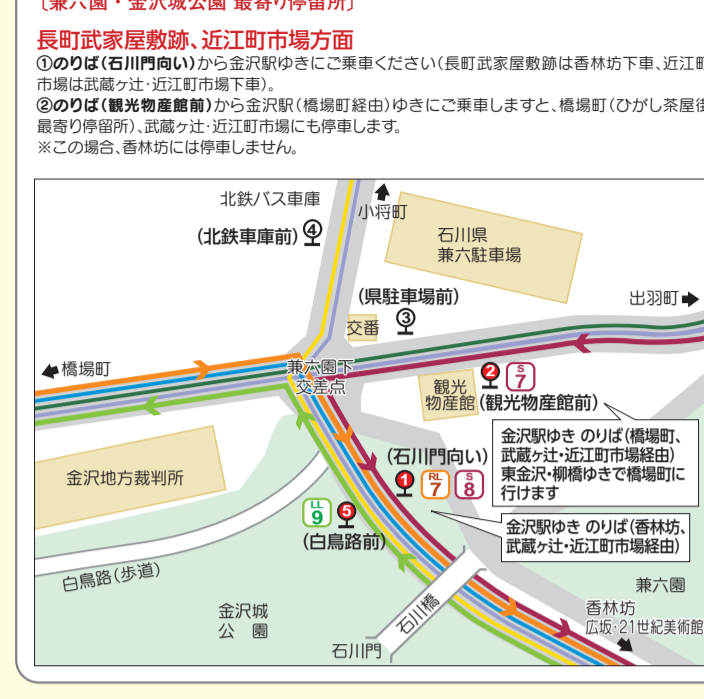 〔兼六園・金沢城公園 最寄り停留所〕
長町武家屋敷跡、近江町市場方面
①のりば(石川門向い)から金沢駅ゆきにご乗車ください(長町武家屋敷跡は香林坊下車、近江町
市場は武蔵ヶ辻・近江町市場下車)。
②のりば(観光物産館前)から金沢駅(橋場町経由)ゆきにご乗車しますと、橋場町(ひがし茶屋街
最寄り停留所)、武蔵ヶ辻・近江町市場にも停車します。
※この場合、香林坊には停車しません。
北鉄バス車庫
小将町
(北鉄車庫前) ④
石川県
兼六駐車場
(県駐車場前)
③
交番
出羽町
橋場町
兼六園下
交差点
観光
物産館
② S7
(観光物産館前)
金沢駅ゆき のりば(橋場町、
武蔵ヶ辻・近江町市場経由)
東金沢・柳橋ゆきで橋場町に
行けます
(石川門向い)
① RL7 S8
金沢地方裁判所
LL9 ⑤
(白鳥路前)
金沢駅ゆき のりば(香林坊、
武蔵ヶ辻・近江町市場経由)
白鳥路(歩道)
兼六園
金沢城
公 園
石川橋
香林坊
広坂・21世紀美術館
石川門